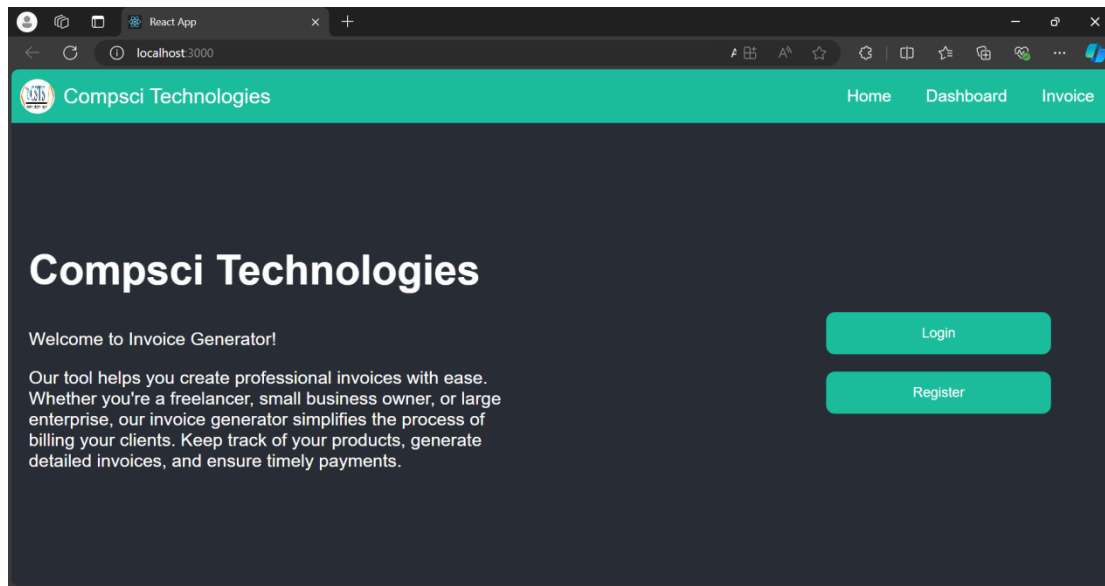 React App
localhost:3000
Compsci Technologies
Home Dashboard Invoice
Compsci Technologies
Welcome to Invoice Generator!
Login
Our tool helps you create professional invoices with ease.
Whether you're a freelancer, small business owner, or large
enterprise, our invoice generator simplifies the process of
billing your clients. Keep track of your products, generate
detailed invoices, and ensure timely payments.
Register